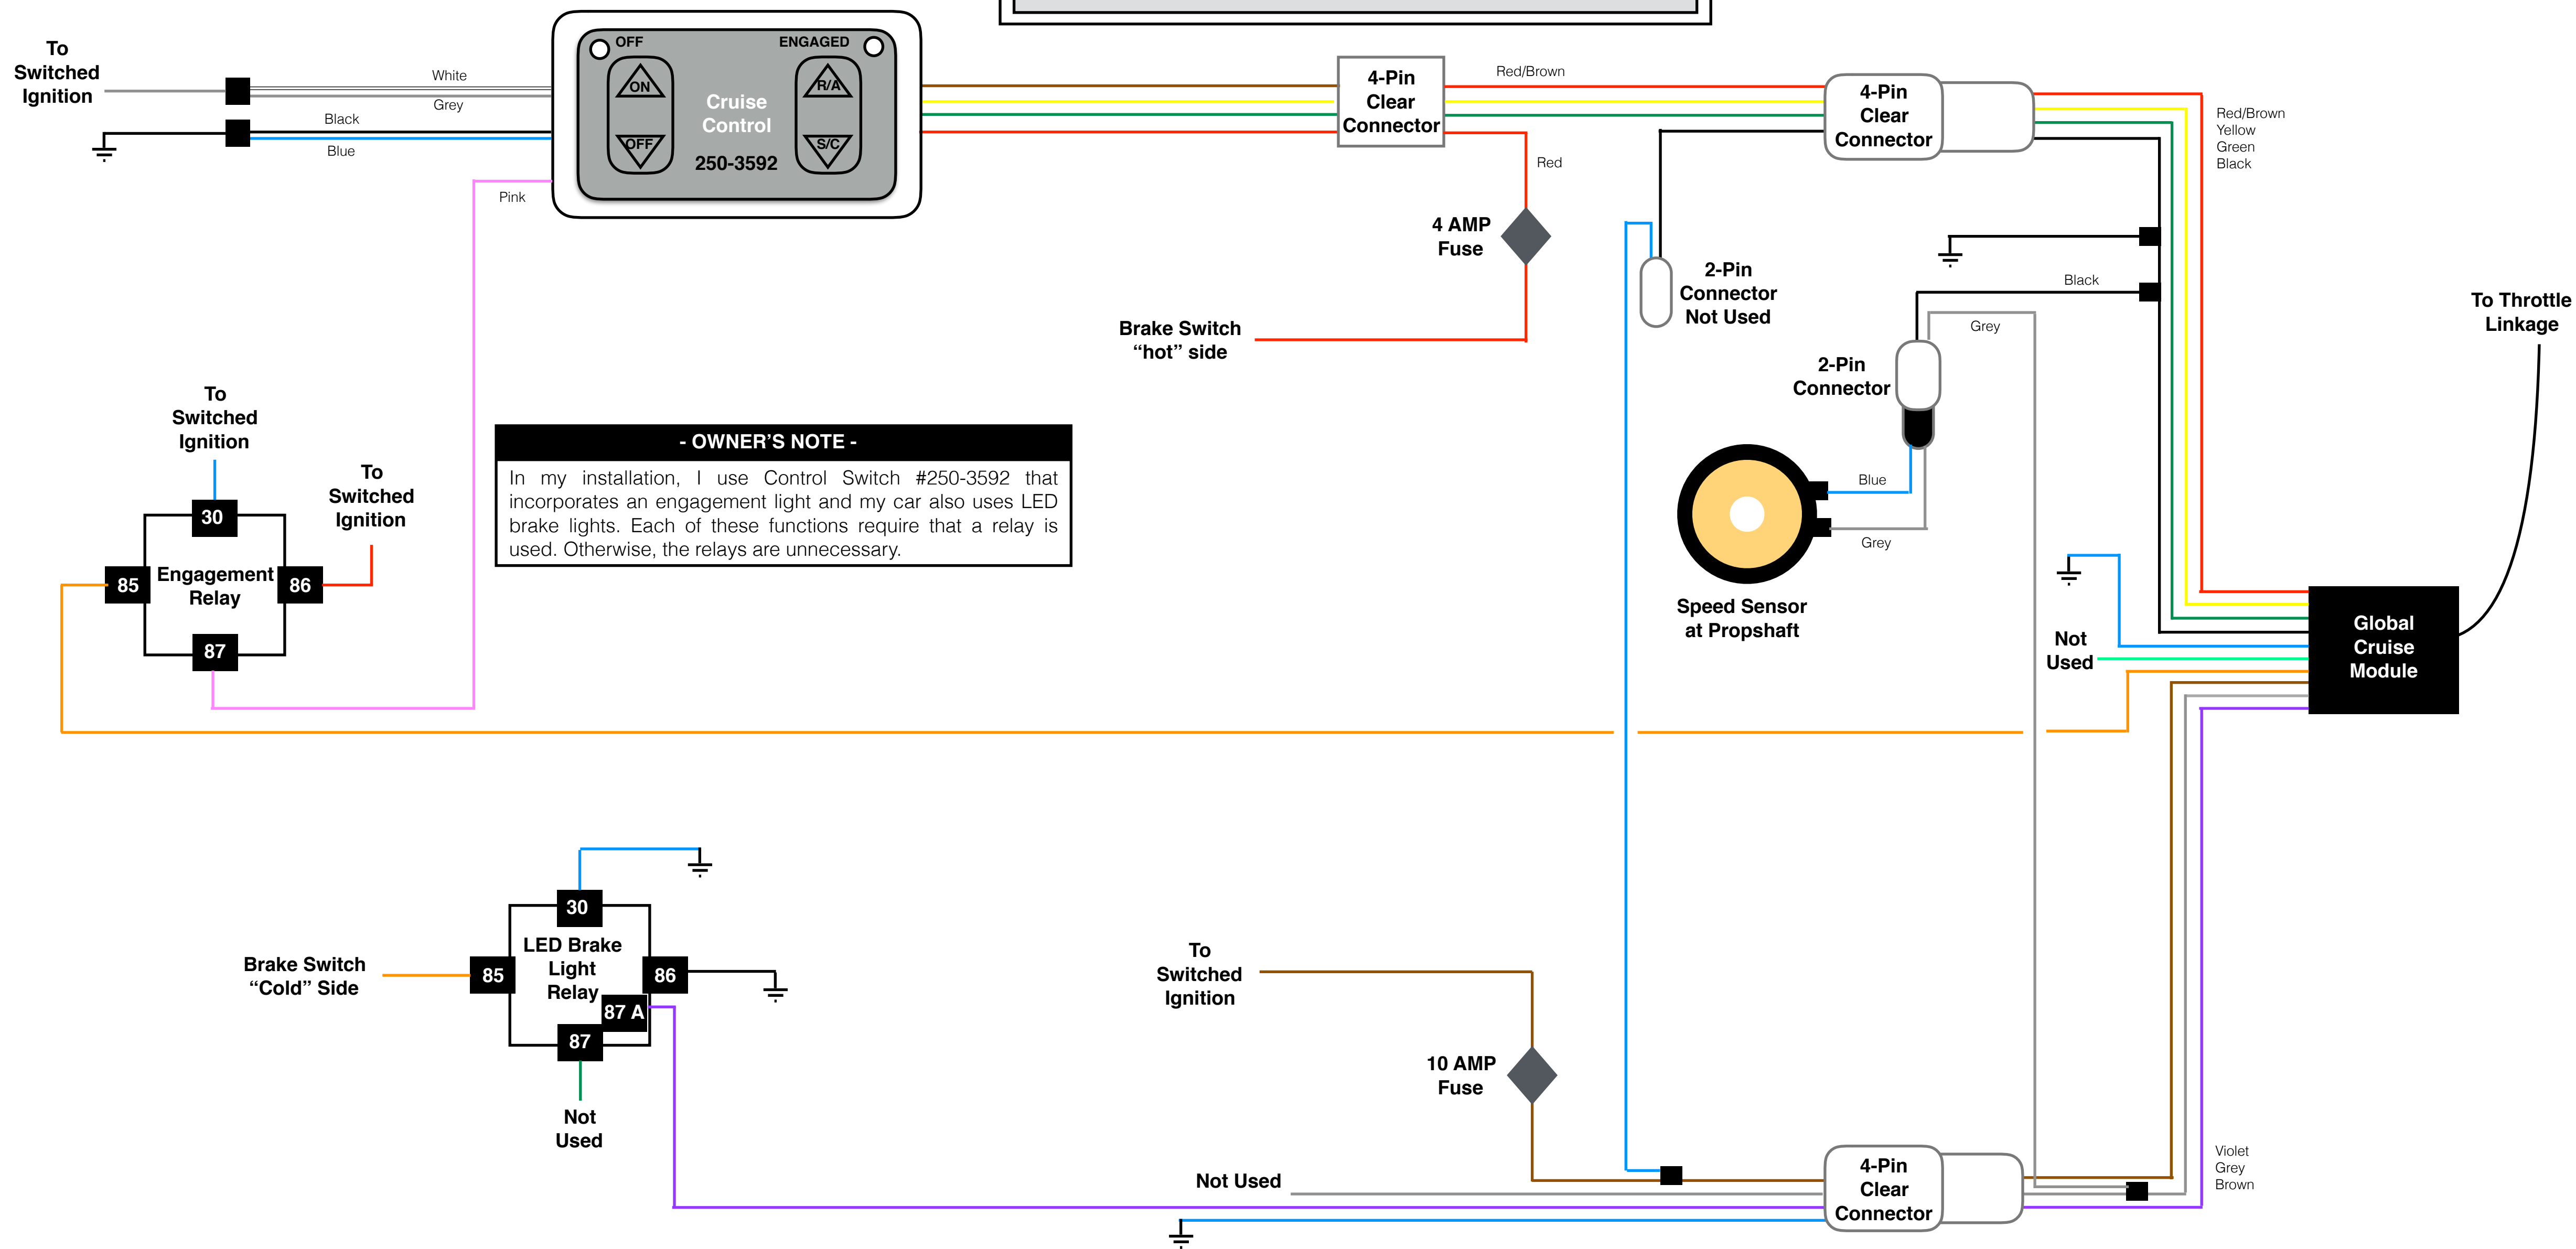 To
Switched
Ignition
White
Grey
Black
Blue
Pink
OFF
ENGAGED
ON
OFF
Cruise
Control
250-3592
R/A
S/C
4-Pin
Clear
Connector
Red/Brown
Red
4 AMP
Fuse
Brake Switch
“hot” side
4-Pin
Clear
Connector
Red/Brown
Yellow
Green
Black
2-Pin
Connector
Not Used
Black
Grey
2-Pin
Connector
To Throttle
Linkage
Blue
Grey
Speed Sensor
at Propshaft
Not
Used
Global
Cruise
Module
To
Switched
Ignition
To
Switched
Ignition
30
85
Engagement
Relay
86
87
- OWNER’S NOTE -
In my installation, I use Control Switch #250-3592 that
incorporates an engagement light and my car also uses LED
brake lights. Each of these functions require that a relay is
used. Otherwise, the relays are unnecessary.
30
Brake Switch
“Cold” Side
85
LED Brake
Light
Relay
86
87 A
87
Not
Used
To
Switched
Ignition
10 AMP
Fuse
Not Used
4-Pin
Clear
Connector
Violet
Grey
Brown